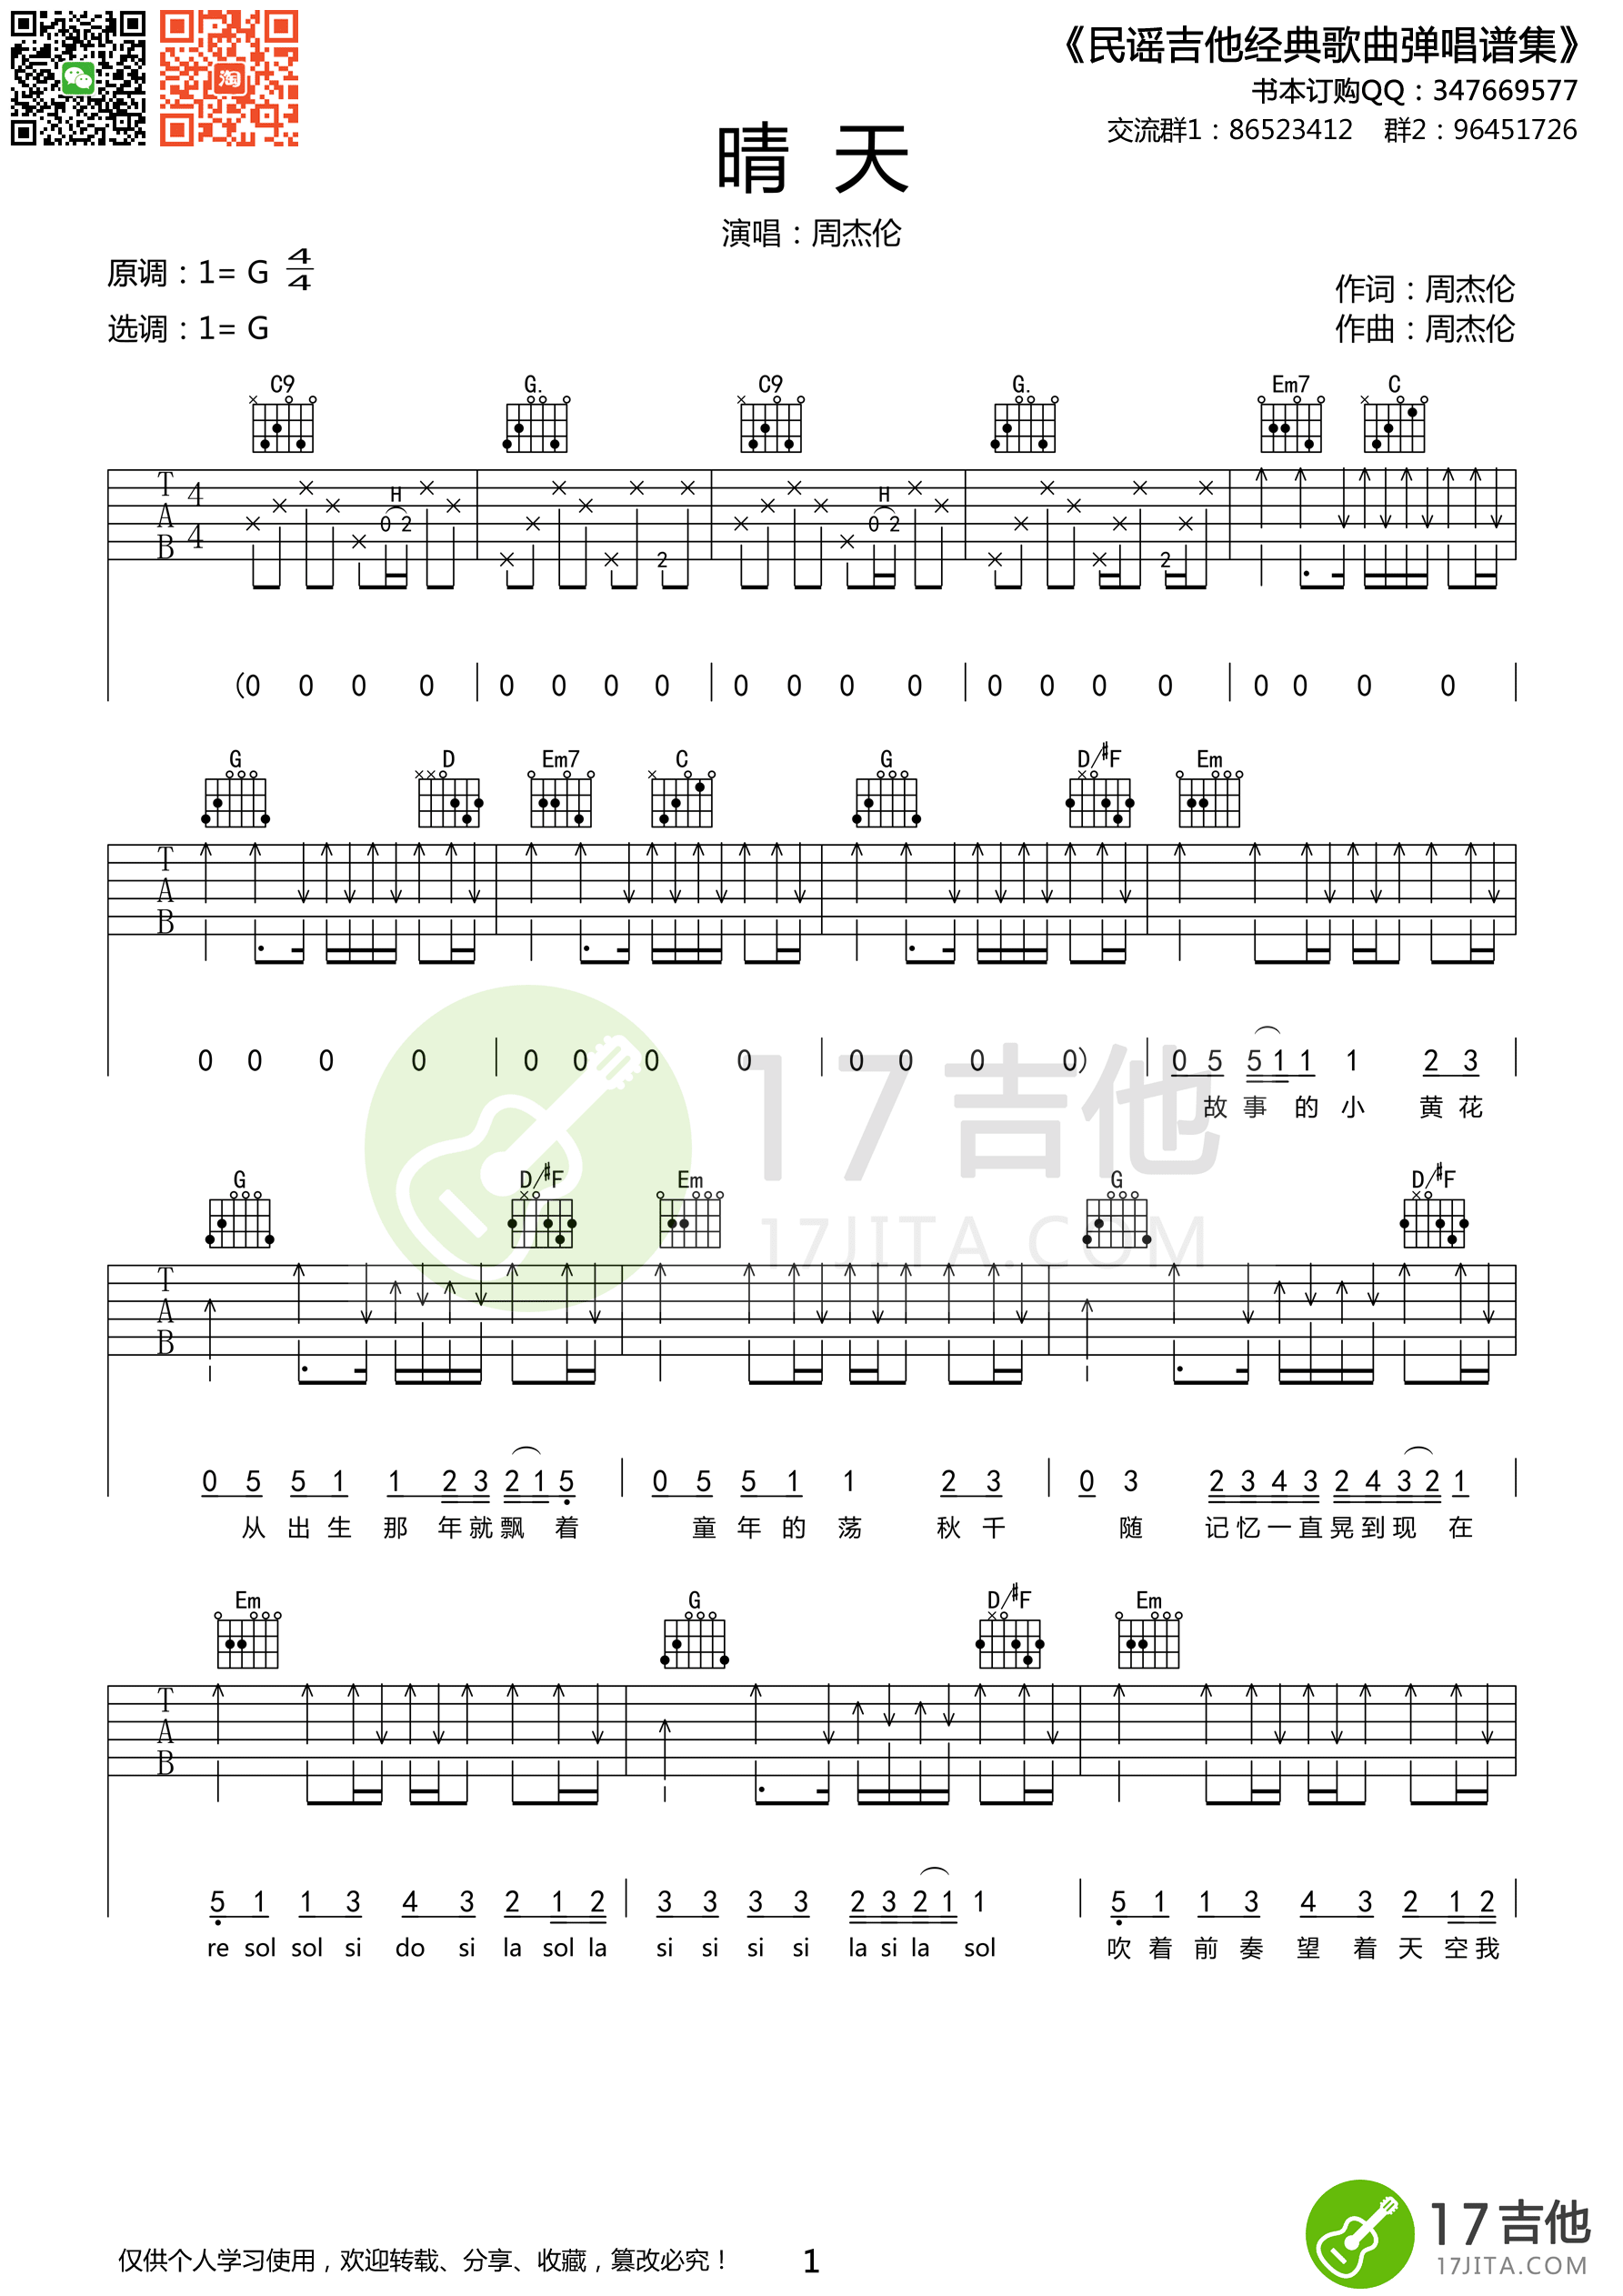 《民谣吉他经典歌曲弹唱谱集》
书本订购QQ：347669577
交流群1：86523412 群2：96451726
晴 天
演唱：周杰伦
原调：1= G 4/4
选调：1= G
作词：周杰伦
作曲：周杰伦
C9 G. C9 G. Em7 C
T A B 4 4 H 0 2 2 H 0 2 2
(0 0 0 0 | 0 0 0 0 | 0 0 0 0 | 0 0 0 0 | 0 0 0 0 |
G D Em7 C G D/#F Em
T A B
0 0 0 0 | 0 0 0 0 | 0 0 0 0) | 0 5 5 1 1 1 2 3 |
故 事 的 小 黄 花
17吉他
17JITA.COM
G D/#F Em G D/#F
T A B
0 5 5 1 1 2 3 2 1 5 | 0 5 5 1 1 2 3 | 0 3 2 3 4 3 2 4 3 2 1 |
从 出 生 那 年 就 飘 着 童 年 的 荡 秋 千 随 记 忆 一 直 晃 到 现 在
Em G D/#F Em
T A B
5 1 1 3 4 3 2 1 2 | 3 3 3 3 2 3 2 1 1 | 5 1 1 3 4 3 2 1 2 |
re sol sol si do si la sol la si si si si la si la sol 吹 着 前 奏 望 着 天 空 我
仅供个人学习使用，欢迎转载、分享、收藏，篡改必究！ 1
17吉他
17JITA.COM